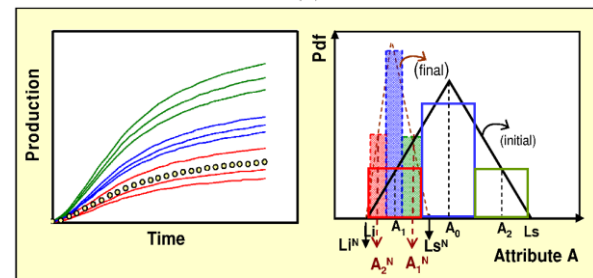 Production
Time
Pdf
(final)
(initial)
Li A₁ A₀ A₂ Ls
Liᴺ Lsᴺ
Attribute A
A₂ᴺ A₁ᴺ